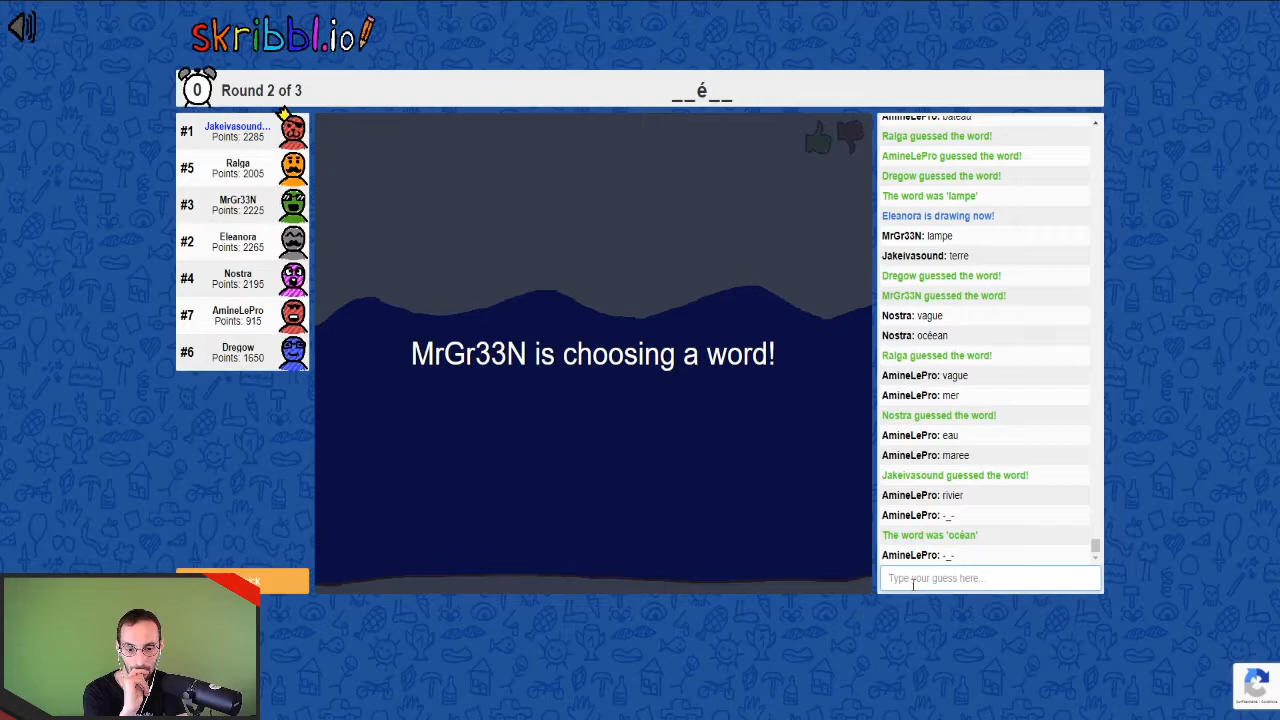 skribbl.io
0
Round 2 of 3
__é__
#1
Jakeivasound...
Points: 2285
#5
Ralga
Points: 2005
#3
MrGr33N
Points: 2225
#2
Eleanora
Points: 2265
#4
Nostra
Points: 2195
#7
AmineLePro
Points: 915
#6
Dregow
Points: 1650
MrGr33N is choosing a word!
AmineLePro: bateau
Ralga guessed the word!
AmineLePro guessed the word!
Dregow guessed the word!
The word was 'lampe'
Eleanora is drawing now!
MrGr33N: lampe
Jakeivasound: terre
Dregow guessed the word!
MrGr33N guessed the word!
Nostra: vague
Nostra: océean
Ralga guessed the word!
AmineLePro: vague
AmineLePro: mer
Nostra guessed the word!
AmineLePro: eau
AmineLePro: maree
Jakeivasound guessed the word!
AmineLePro: rivier
AmineLePro: -_-
The word was 'océan'
AmineLePro: -_-
Type your guess here...